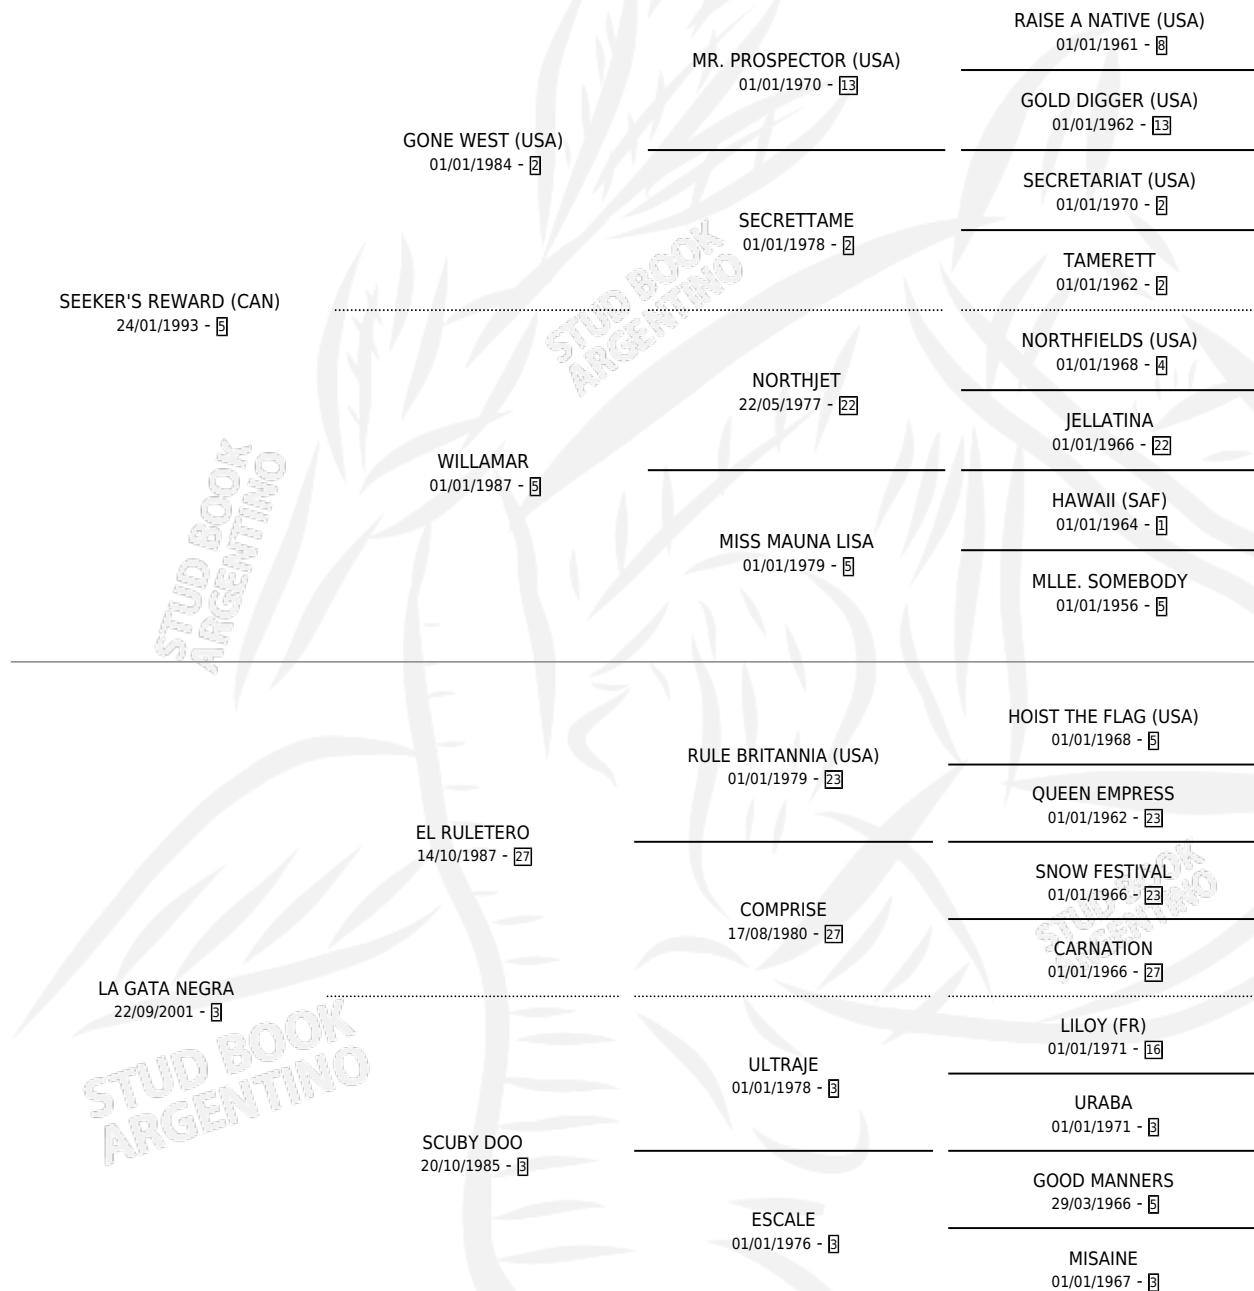 RAISE A NATIVE (USA)
01/01/1961 - 8
MR. PROSPECTOR (USA)
01/01/1970 - 13
GOLD DIGGER (USA)
01/01/1962 - 13
GONE WEST (USA)
01/01/1984 - 2
SECRETARIAT (USA)
01/01/1970 - 2
SECRETTAME
01/01/1978 - 2
TAMERETT
01/01/1962 - 2
SEEKER'S REWARD (CAN)
24/01/1993 - 5
NORTHFIELDS (USA)
01/01/1968 - 4
NORTHJET
22/05/1977 - 22
JELLATINA
01/01/1966 - 22
WILLAMAR
01/01/1987 - 5
HAWAII (SAF)
01/01/1964 - 1
MISS MAUNA LISA
01/01/1979 - 5
MLLE. SOMEBODY
01/01/1956 - 5
STUD BOOK
ARGENTINO
STUD BOOK
ARGENTINO
HOIST THE FLAG (USA)
01/01/1968 - 5
RULE BRITANNIA (USA)
01/01/1979 - 23
QUEEN EMPRESS
01/01/1962 - 23
EL RULETERO
14/10/1987 - 27
SNOW FESTIVAL
01/01/1966 - 23
COMPRISE
17/08/1980 - 27
CARNATION
01/01/1966 - 27
STUD BOOK
ARGENTINO
LA GATA NEGRA
22/09/2001 - 3
LILOY (FR)
01/01/1971 - 16
ULTRAJE
01/01/1978 - 3
URABA
01/01/1971 - 3
SCUBY DOO
20/10/1985 - 3
GOOD MANNERS
29/03/1966 - 5
ESCALE
01/01/1976 - 3
MISAINE
01/01/1967 - 3
STUD BOOK
ARGENTINO